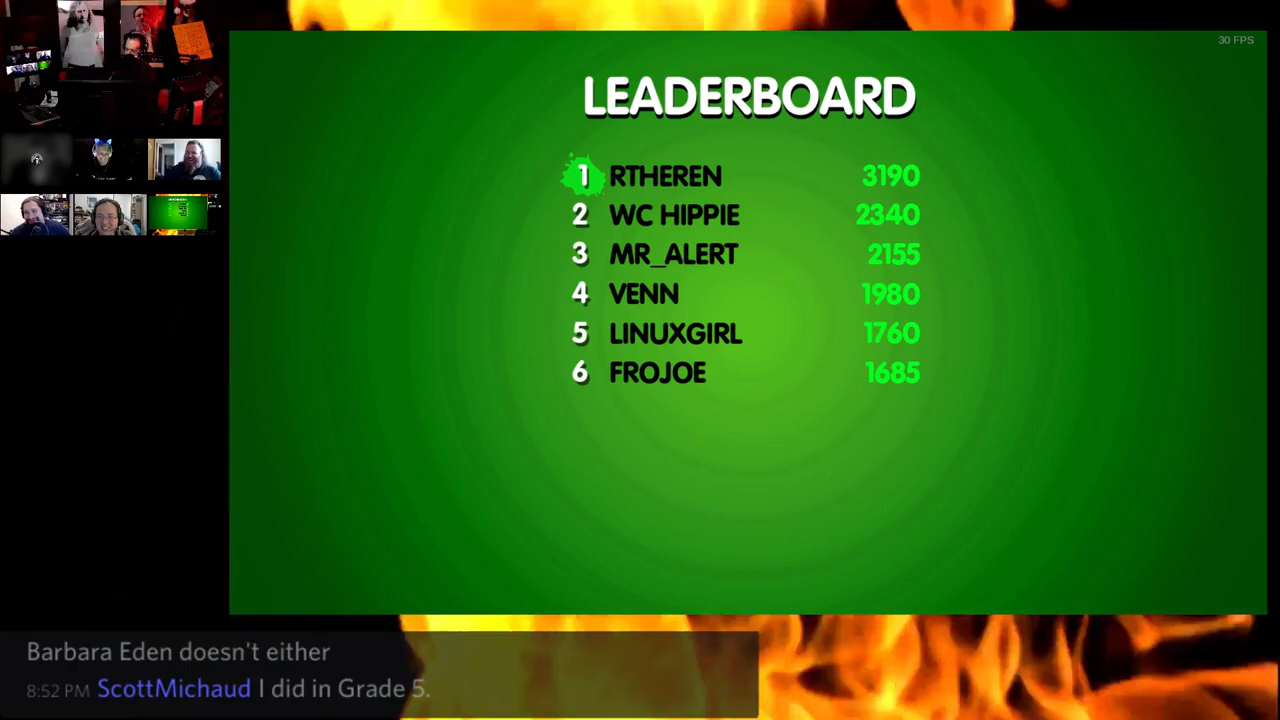 30 FPS
LEADERBOARD
1 RTHEREN 3190
2 WC HIPPIE 2340
3 MR_ALERT 2155
4 VENN 1980
5 LINUXGIRL 1760
6 FROJOE 1685
Barbara Eden doesn't either
8:52 PM ScottMichaud I did in Grade 5.